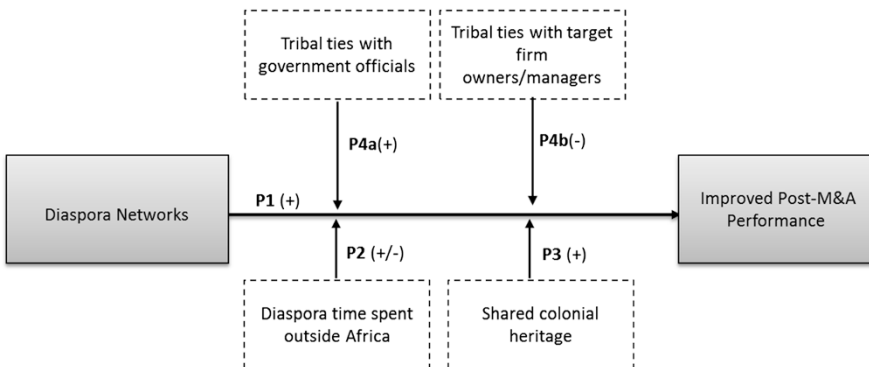 Tribal ties with
government officials
Tribal ties with target
firm
owners/managers
P4a(+)
P4b(-)
Diaspora Networks
P1 (+)
Improved Post-M&A
Performance
P2 (+/-)
P3 (+)
Diaspora time spent
outside Africa
Shared colonial
heritage